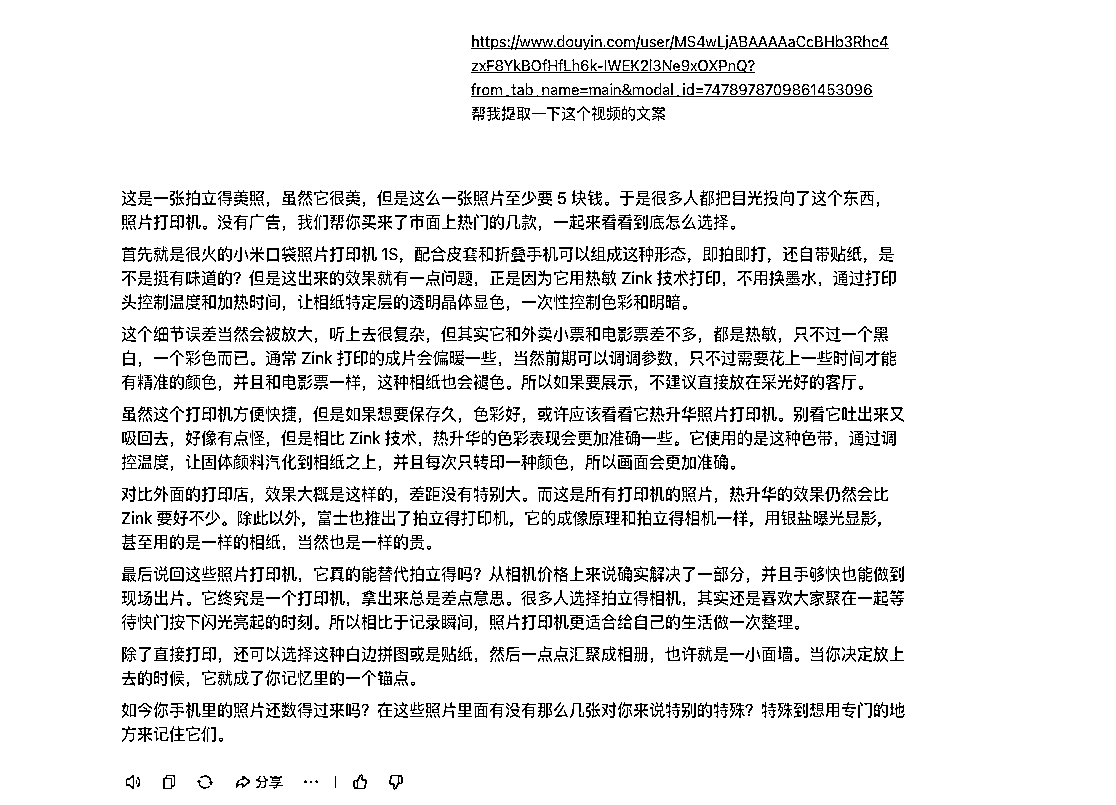 https://www.douyin.com/user/MS4wLjABAAAAaCcBHb3Rhc4
zxF8YkBOfHfLh6k-IWEK2l3Ne9xOXPnQ?
from_tab_name=main&modal_id=7478978709861453096
帮我提取一下这个视频的文案
这是一张拍立得美照，虽然它很美，但是这么一张照片至少要 5 块钱。于是很多人都把目光投向了这个东西，
照片打印机。没有广告，我们帮你买来了市面上热门的几款，一起来看看到底怎么选择。
首先就是很火的小米口袋照片打印机 1S，配合皮套和折叠手机可以组成这种形态，即拍即打，还自带贴纸，是
不是挺有味道的？但是这出来的效果就有一点问题，正是因为它用热敏 Zink 技术打印，不用换墨水，通过打印
头控制温度和加热时间，让相纸特定层的透明晶体显色，一次性控制色彩和明暗。
这个细节误差当然会被放大，听上去很复杂，但其实它和外卖小票和电影票差不多，都是热敏，只不过一个黑
白，一个彩色而已。通常 Zink 打印的成片会偏暖一些，当然前期可以调调参数，只不过需要花上一些时间才能
有精准的颜色，并且和电影票一样，这种相纸也会褪色。所以如果要展示，不建议直接放在采光好的客厅。
虽然这个打印机方便快捷，但是如果想要保存久，色彩好，或许应该看看它热升华照片打印机。别看它吐出来又
吸回去，好像有点怪，但是相比 Zink 技术，热升华的色彩表现会更加准确一些。它使用的是这种色带，通过调
控温度，让固体颜料汽化到相纸之上，并且每次只转印一种颜色，所以画面会更加准确。
对比外面的打印店，效果大概是这样的，差距没有特别大。而这是所有打印机的照片，热升华的效果仍然会比
Zink 要好不少。除此以外，富士也推出了拍立得打印机，它的成像原理和拍立得相机一样，用银盐曝光显影，
甚至用的是一样的相纸，当然也是一样的贵。
最后说回这些照片打印机，它真的能替代拍立得吗？从相机价格上来说确实解决了一部分，并且手够快也能做到
现场出片。它终究是一个打印机，拿出来总是差点意思。很多人选择拍立得相机，其实还是喜欢大家聚在一起等
待快门按下闪光亮起的时刻。所以相比于记录瞬间，照片打印机更适合给自己的生活做一次整理。
除了直接打印，还可以选择这种白边拼图或是贴纸，然后一点点汇聚成相册，也许就是一小面墙。当你决定放上
去的时候，它就成了你记忆里的一个锚点。
如今你手机里的照片还数得过来吗？在这些照片里面有没有那么几张对你来说特别的特殊？特殊到想用专门的地
方来记住它们。
分享